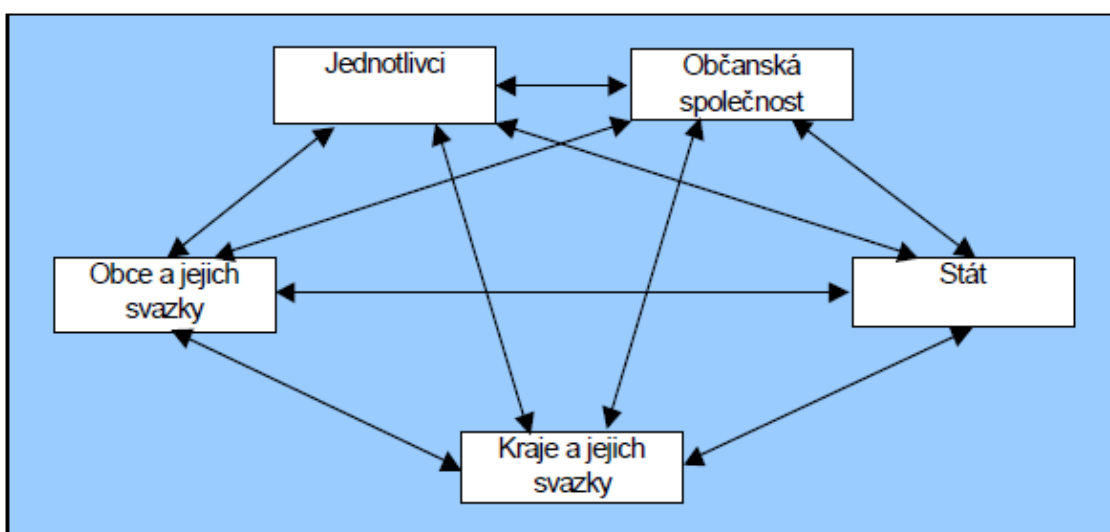 Jednotlivci
Občanská
společnost
Obce a jejich
svazky
Stát
Kraje a jejich
svazky